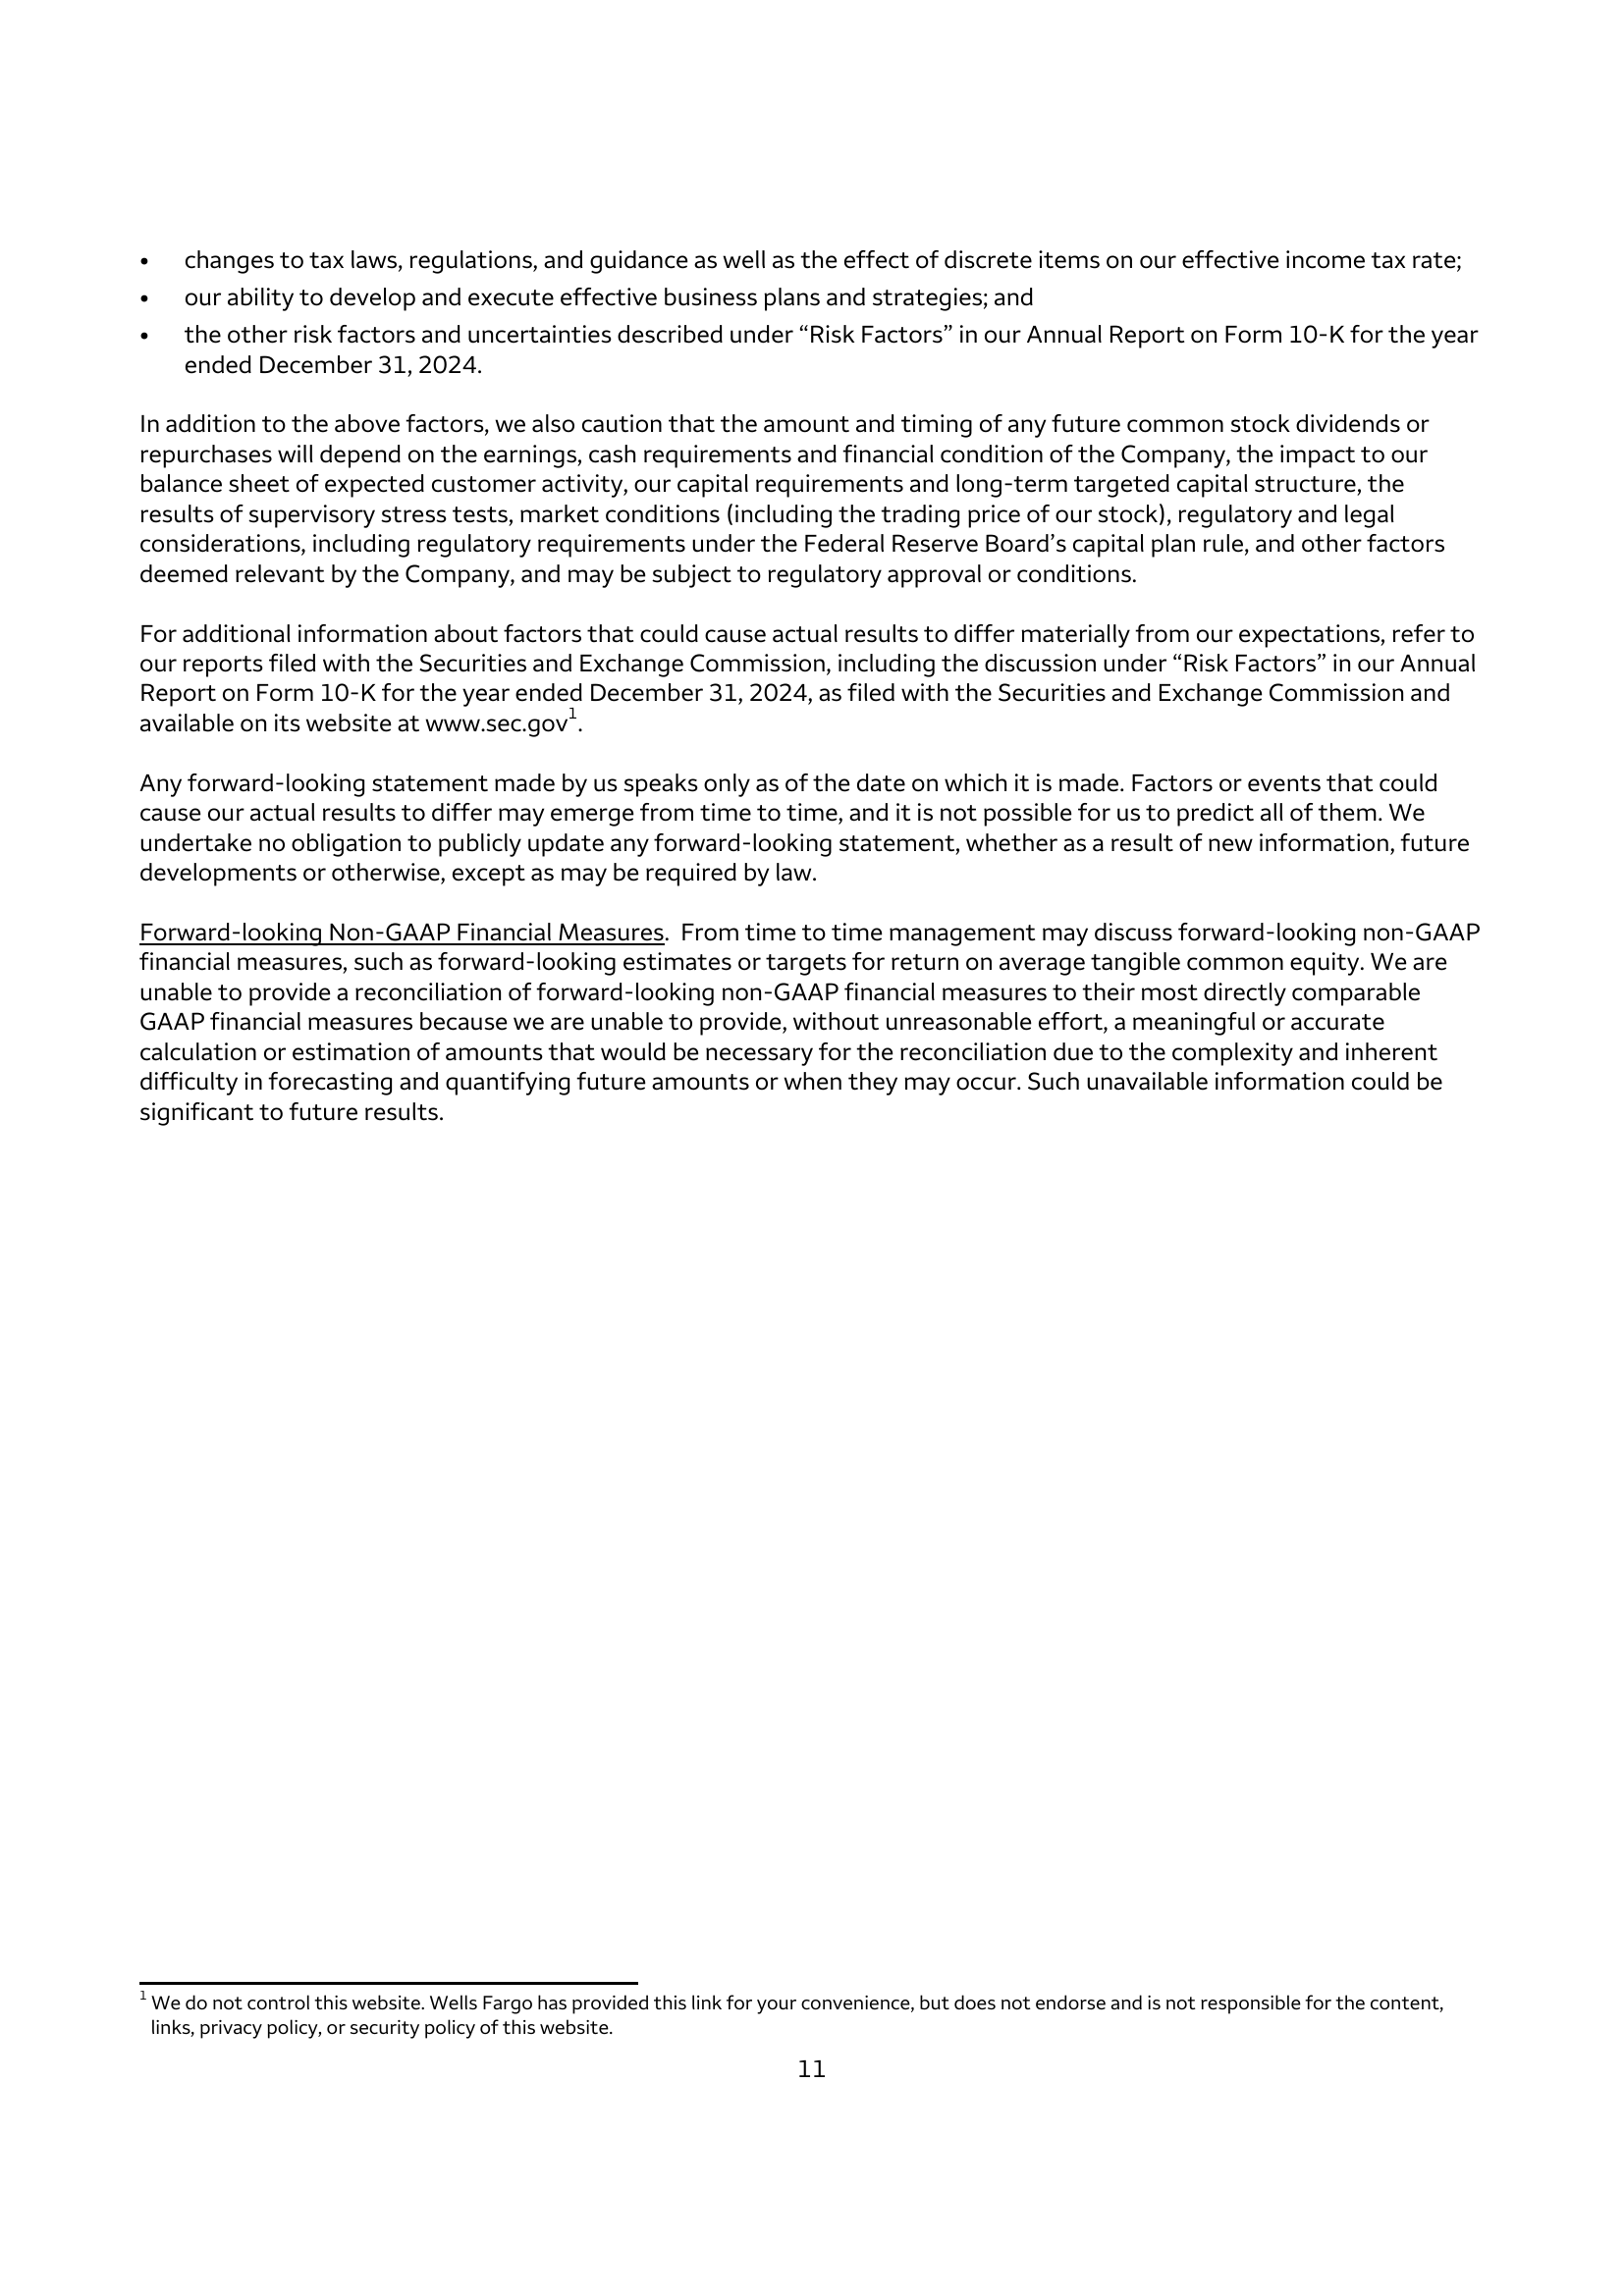 • changes to tax laws, regulations, and guidance as well as the effect of discrete items on our effective income tax rate;
• our ability to develop and execute effective business plans and strategies; and
• the other risk factors and uncertainties described under “Risk Factors” in our Annual Report on Form 10-K for the year
ended December 31, 2024.
In addition to the above factors, we also caution that the amount and timing of any future common stock dividends or
repurchases will depend on the earnings, cash requirements and financial condition of the Company, the impact to our
balance sheet of expected customer activity, our capital requirements and long-term targeted capital structure, the
results of supervisory stress tests, market conditions (including the trading price of our stock), regulatory and legal
considerations, including regulatory requirements under the Federal Reserve Board’s capital plan rule, and other factors
deemed relevant by the Company, and may be subject to regulatory approval or conditions.
For additional information about factors that could cause actual results to differ materially from our expectations, refer to
our reports filed with the Securities and Exchange Commission, including the discussion under “Risk Factors” in our Annual
Report on Form 10-K for the year ended December 31, 2024, as filed with the Securities and Exchange Commission and
available on its website at www.sec.gov1.
Any forward-looking statement made by us speaks only as of the date on which it is made. Factors or events that could
cause our actual results to differ may emerge from time to time, and it is not possible for us to predict all of them. We
undertake no obligation to publicly update any forward-looking statement, whether as a result of new information, future
developments or otherwise, except as may be required by law.
Forward-looking Non-GAAP Financial Measures. From time to time management may discuss forward-looking non-GAAP
financial measures, such as forward-looking estimates or targets for return on average tangible common equity. We are
unable to provide a reconciliation of forward-looking non-GAAP financial measures to their most directly comparable
GAAP financial measures because we are unable to provide, without unreasonable effort, a meaningful or accurate
calculation or estimation of amounts that would be necessary for the reconciliation due to the complexity and inherent
difficulty in forecasting and quantifying future amounts or when they may occur. Such unavailable information could be
significant to future results.
1 We do not control this website. Wells Fargo has provided this link for your convenience, but does not endorse and is not responsible for the content,
links, privacy policy, or security policy of this website.
11